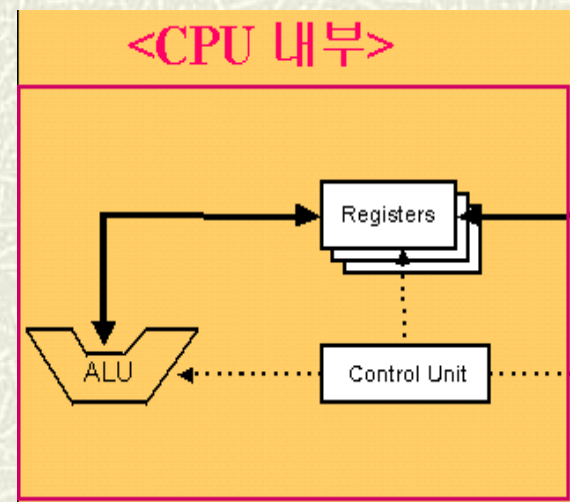 <CPU 내부>
Registers
ALU
Control Unit